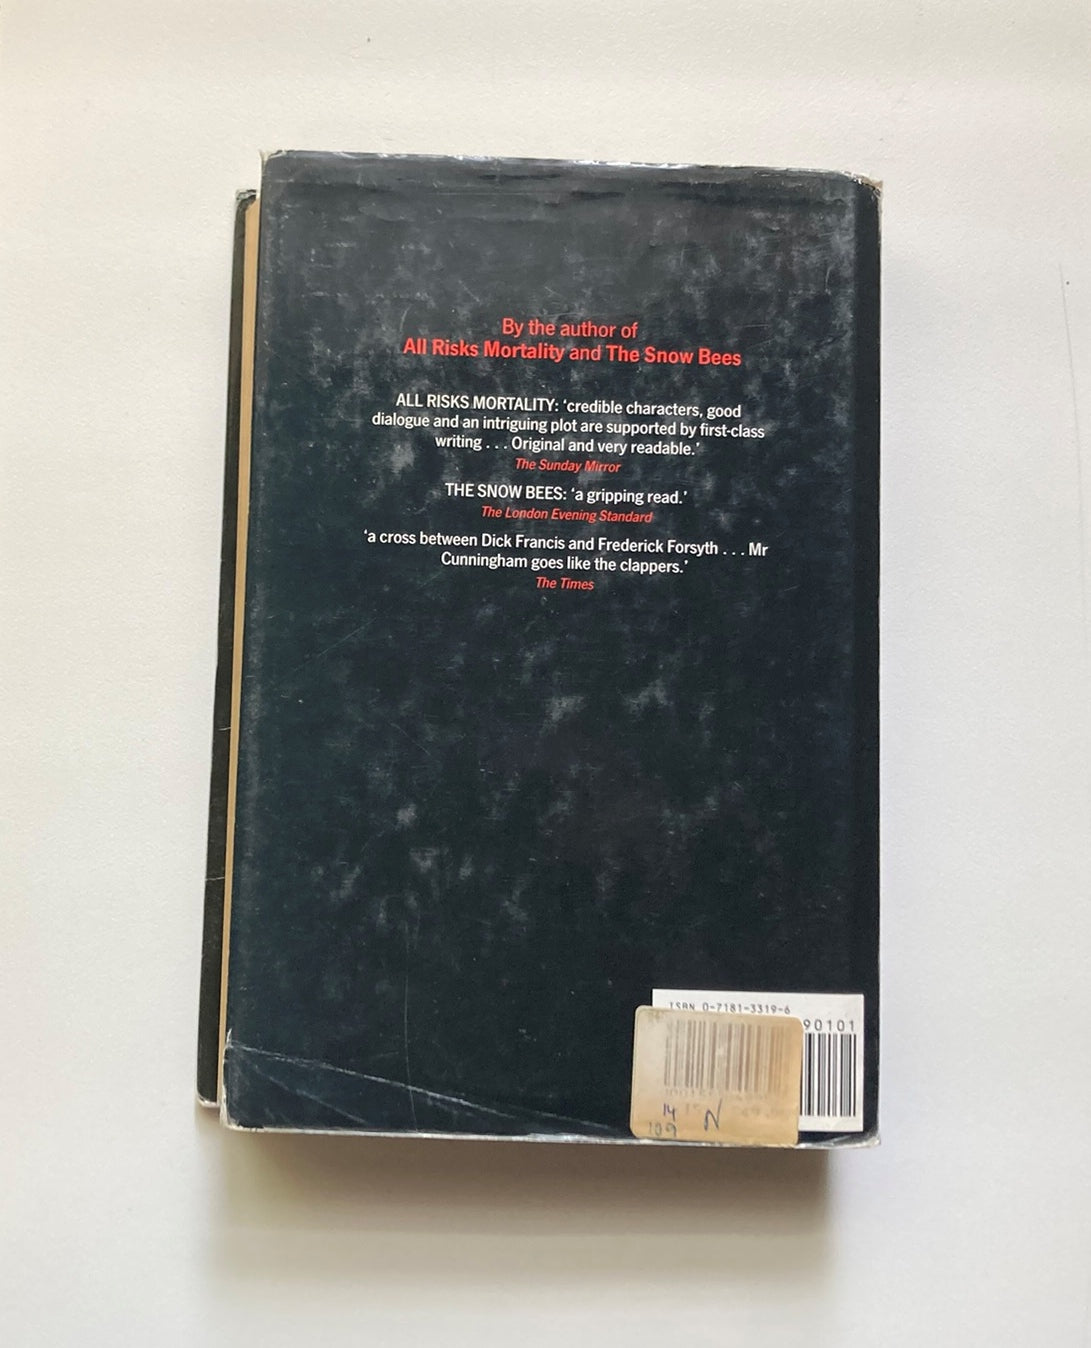 By the author of
All Risks Mortality and The Snow Bees
ALL RISKS MORTALITY: ‘credible characters, good
dialogue and an intriguing plot are supported by first-class
writing . . . Original and very readable.’
The Sunday Mirror
THE SNOW BEES: ‘a gripping read.’
The London Evening Standard
‘a cross between Dick Francis and Frederick Forsyth . . . Mr
Cunningham goes like the clappers.’
The Times
ISBN 0-7181-3319-6
90101
14 N
109